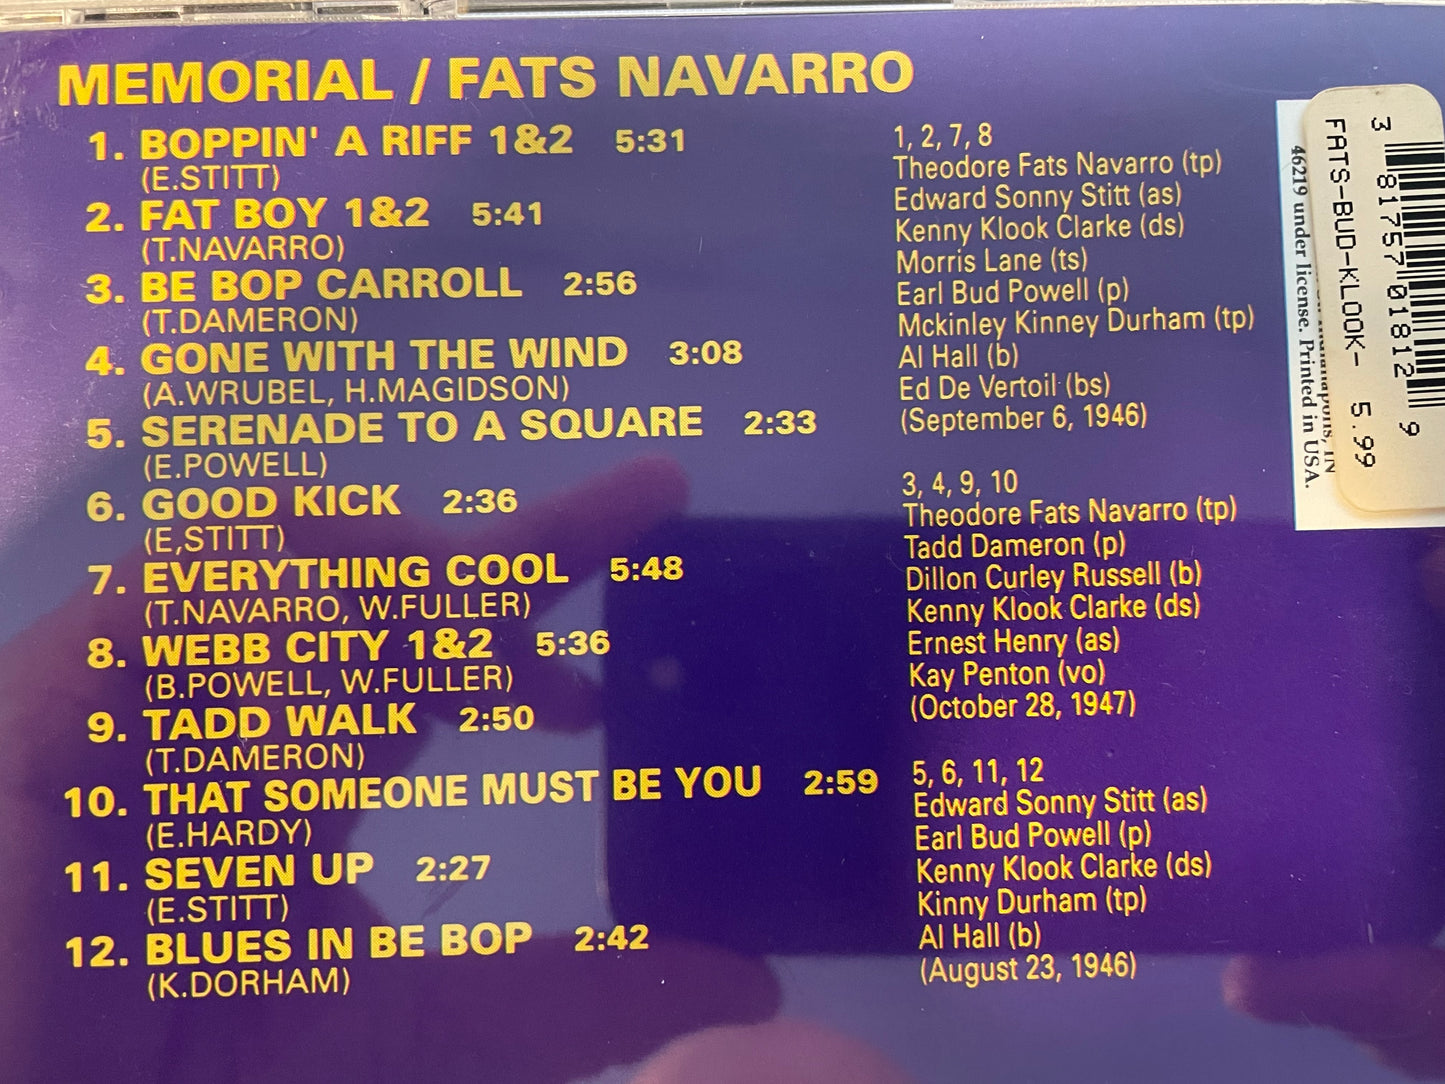 MEMORIAL / FATS NAVARRO
1. BOPPIN' A RIFF 1&2 5:31
(E.STITT)
2. FAT BOY 1&2 5:41
(T.NAVARRO)
3. BE BOP CARROLL 2:56
(T.DAMERON)
4. GONE WITH THE WIND 3:08
(A.WRUBEL, H.MAGIDSON)
5. SERENADE TO A SQUARE 2:33
(E.POWELL)
6. GOOD KICK 2:36
(E,STITT)
7. EVERYTHING COOL 5:48
(T.NAVARRO, W.FULLER)
8. WEBB CITY 1&2 5:36
(B.POWELL, W.FULLER)
9. TADD WALK 2:50
(T.DAMERON)
10. THAT SOMEONE MUST BE YOU 2:59
(E.HARDY)
11. SEVEN UP 2:27
(E.STITT)
12. BLUES IN BE BOP 2:42
(K.DORHAM)
1, 2, 7, 8
Theodore Fats Navarro (tp)
Edward Sonny Stitt (as)
Kenny Klook Clarke (ds)
Morris Lane (ts)
Earl Bud Powell (p)
Mckinley Kinney Durham (tp)
Al Hall (b)
Ed De Vertoil (bs)
(September 6, 1946)
3, 4, 9, 10
Theodore Fats Navarro (tp)
Tadd Dameron (p)
Dillon Curley Russell (b)
Kenny Klook Clarke (ds)
Ernest Henry (as)
Kay Penton (vo)
(October 28, 1947)
5, 6, 11, 12
Edward Sonny Stitt (as)
Earl Bud Powell (p)
Kenny Klook Clarke (ds)
Kinny Durham (tp)
Al Hall (b)
(August 23, 1946)
3 81757 01812 9
FATS-BUD-KLOOK- 5.99
Indianapolis, IN
46219 under license. Printed in USA.